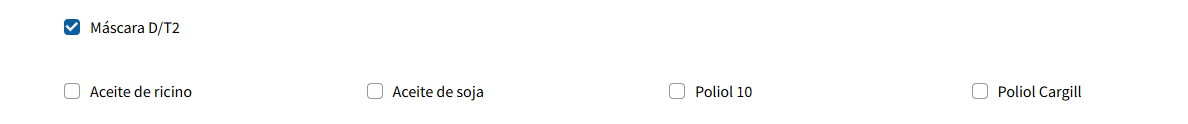 Máscara D/T2
Aceite de ricino Aceite de soja Poliol 10 Poliol Cargill